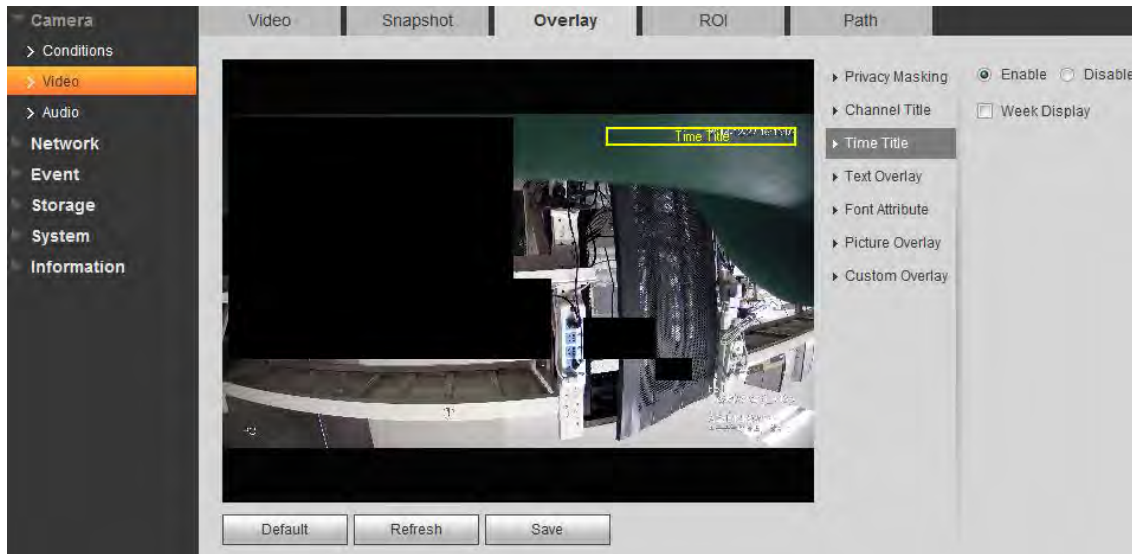 Camera
Conditions
Video
Audio
Network
Event
Storage
System
Information
Video Snapshot Overlay ROI Path
Time Title
Privacy Masking
Channel Title
Time Title
Text Overlay
Font Attribute
Picture Overlay
Custom Overlay
Enable Disable
Week Display
Default Refresh Save